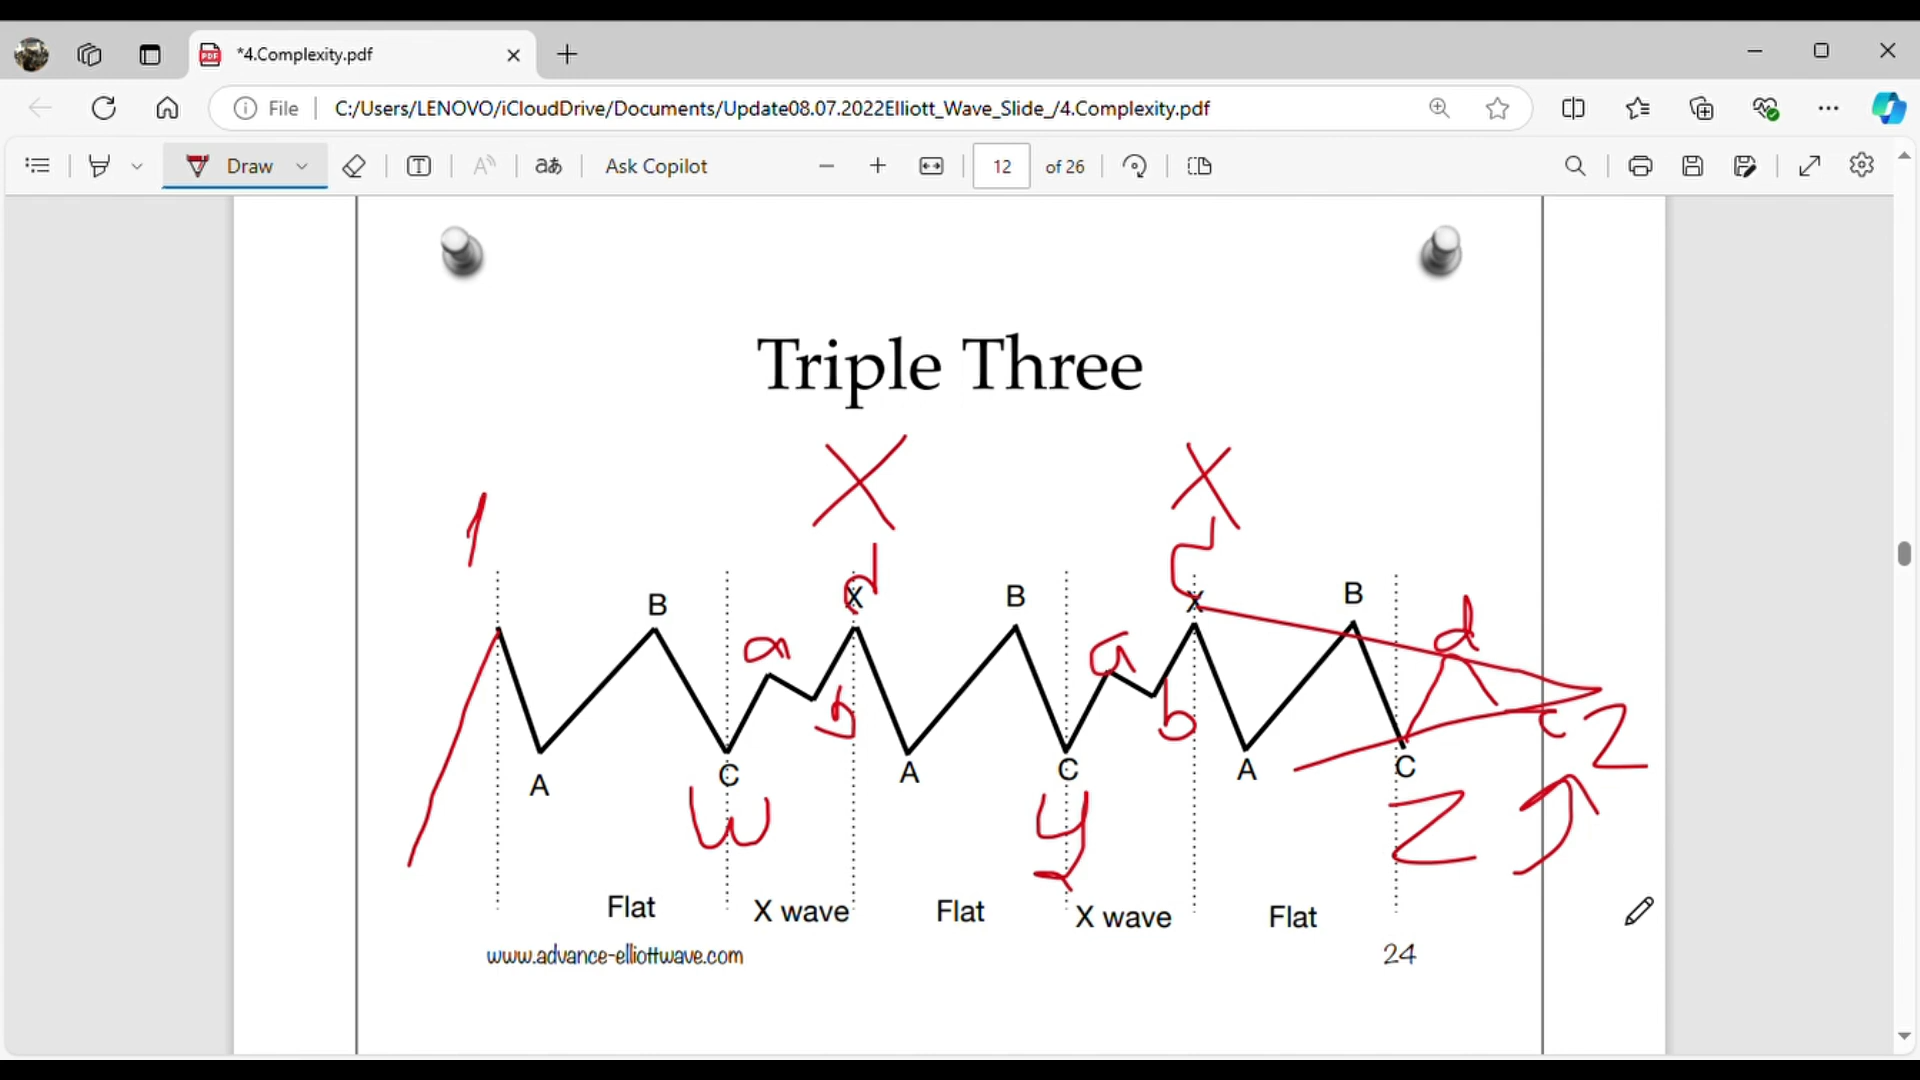 *4.Complexity.pdf
File C:/Users/LENOVO/iCloudDrive/Documents/Update08.07.2022Elliott_Wave_Slide_/4.Complexity.pdf
Draw Ask Copilot 12 of 26
Triple Three
X X
1
B X B X B
a b a b d
A C A C A C
c 2
W y Z
Flat X wave Flat X wave Flat
www.advance-elliottwave.com 24